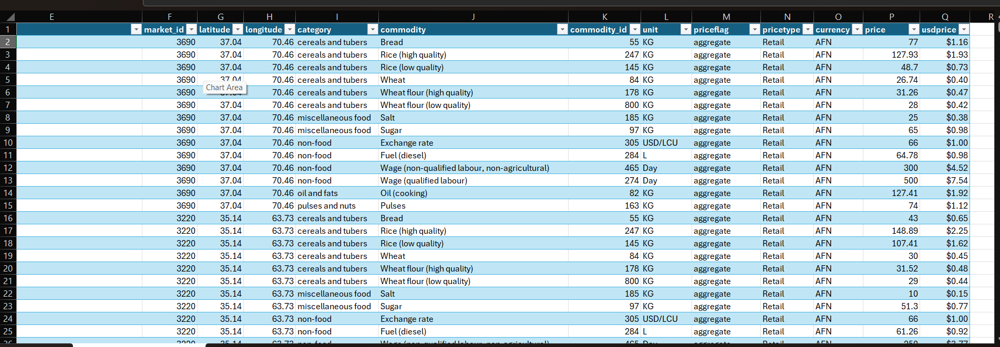 E F G H I J K L M N O P Q R
1 market_id latitude longitude category commodity commodity_id unit priceflag pricetype currency price usdprice
2 3690 37.04 70.46 cereals and tubers Bread 55 KG aggregate Retail AFN 77 $1.16
3 3690 37.04 70.46 cereals and tubers Rice (high quality) 247 KG aggregate Retail AFN 127.93 $1.93
4 3690 37.04 70.46 cereals and tubers Rice (low quality) 145 KG aggregate Retail AFN 48.7 $0.73
5 3690 37.04 70.46 cereals and tubers Wheat 84 KG aggregate Retail AFN 26.74 $0.40
Chart Area
6 3690 37.04 70.46 cereals and tubers Wheat flour (high quality) 178 KG aggregate Retail AFN 31.26 $0.47
7 3690 37.04 70.46 cereals and tubers Wheat flour (low quality) 800 KG aggregate Retail AFN 28 $0.42
8 3690 37.04 70.46 miscellaneous food Salt 185 KG aggregate Retail AFN 25 $0.38
9 3690 37.04 70.46 miscellaneous food Sugar 97 KG aggregate Retail AFN 65 $0.98
10 3690 37.04 70.46 non-food Exchange rate 305 USD/LCU aggregate Retail AFN 66 $1.00
11 3690 37.04 70.46 non-food Fuel (diesel) 284 L aggregate Retail AFN 64.78 $0.98
12 3690 37.04 70.46 non-food Wage (non-qualified labour, non-agricultural) 465 Day aggregate Retail AFN 300 $4.52
13 3690 37.04 70.46 non-food Wage (qualified labour) 274 Day aggregate Retail AFN 500 $7.54
14 3690 37.04 70.46 oil and fats Oil (cooking) 82 KG aggregate Retail AFN 127.41 $1.92
15 3690 37.04 70.46 pulses and nuts Pulses 163 KG aggregate Retail AFN 74 $1.12
16 3220 35.14 63.73 cereals and tubers Bread 55 KG aggregate Retail AFN 43 $0.65
17 3220 35.14 63.73 cereals and tubers Rice (high quality) 247 KG aggregate Retail AFN 148.89 $2.25
18 3220 35.14 63.73 cereals and tubers Rice (low quality) 145 KG aggregate Retail AFN 107.41 $1.62
19 3220 35.14 63.73 cereals and tubers Wheat 84 KG aggregate Retail AFN 30 $0.45
20 3220 35.14 63.73 cereals and tubers Wheat flour (high quality) 178 KG aggregate Retail AFN 31.52 $0.48
21 3220 35.14 63.73 cereals and tubers Wheat flour (low quality) 800 KG aggregate Retail AFN 29 $0.44
22 3220 35.14 63.73 miscellaneous food Salt 185 KG aggregate Retail AFN 10 $0.15
23 3220 35.14 63.73 miscellaneous food Sugar 97 KG aggregate Retail AFN 51.3 $0.77
24 3220 35.14 63.73 non-food Exchange rate 305 USD/LCU aggregate Retail AFN 66 $1.00
25 3220 35.14 63.73 non-food Fuel (diesel) 284 L aggregate Retail AFN 61.26 $0.92